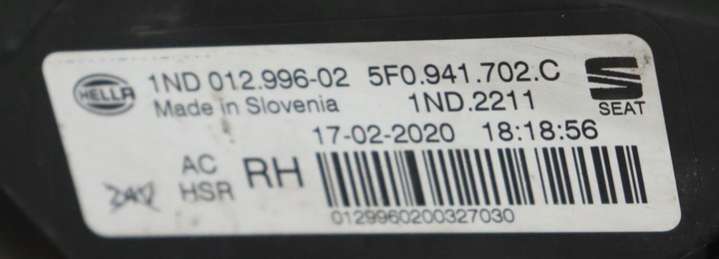 HELLA 1ND 012.996-02 5F0.941.702.C
Made in Slovenia 1ND.2211 SEAT
17-02-2020 18:18:56
AC RH
HSR
01299600200327030